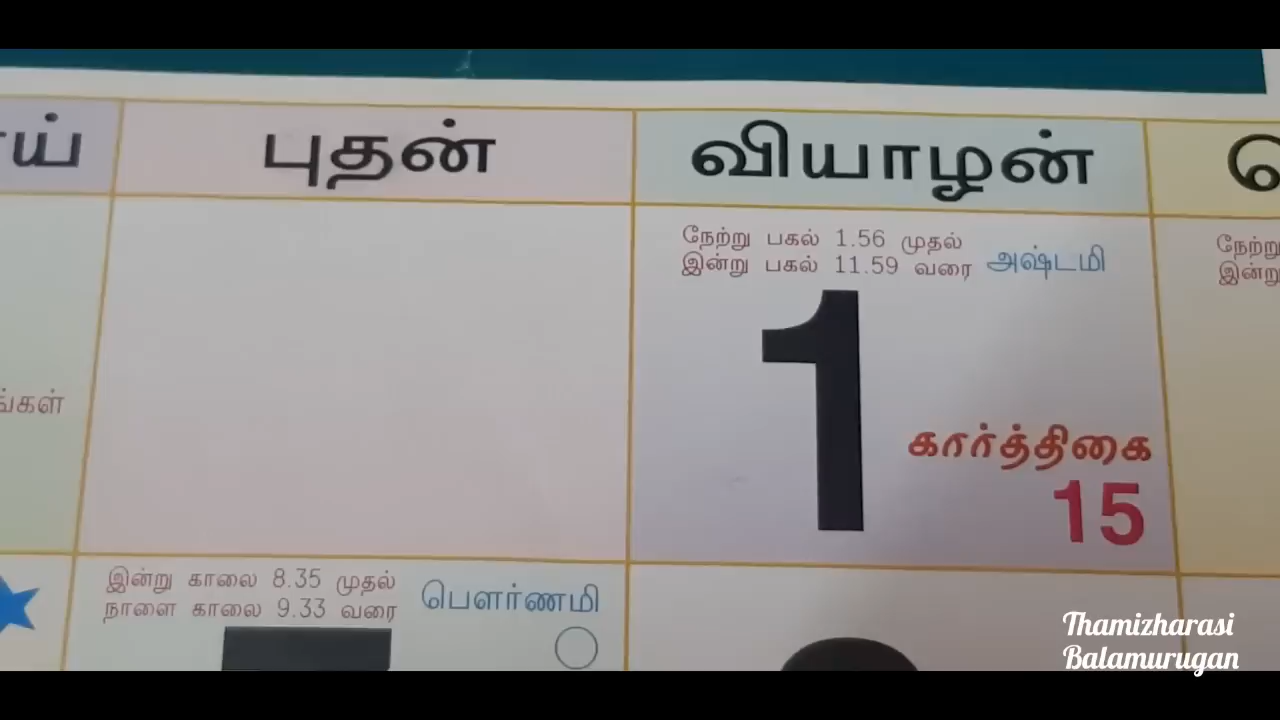 புதன்
வியாழன்
நேற்று பகல் 1.56 முதல்
இன்று பகல் 11.59 வரை
அஷ்டமி
1
கார்த்திகை
15
இன்று காலை 8.35 முதல்
நாளை காலை 9.33 வரை
பௌர்ணமி
Thamizharasi
Balamurugan